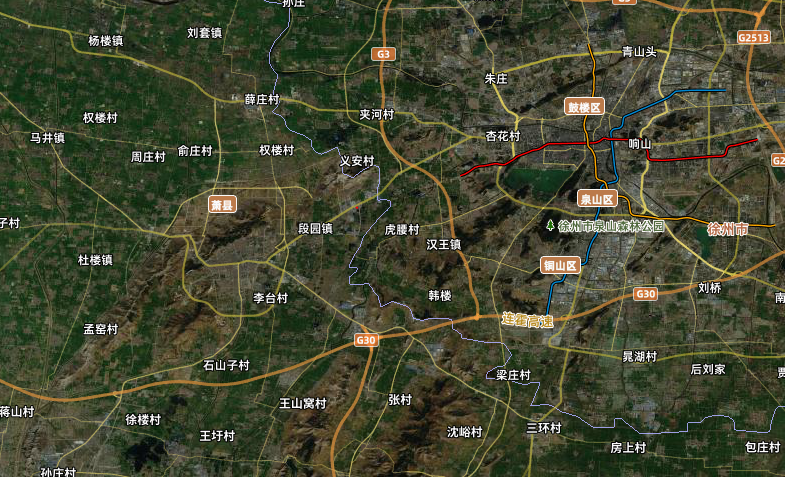 孙庄
G3
杨楼镇
刘套镇
G3
青山头
G2513
朱庄
薛庄村
鼓楼区
权楼村
夹河村
马井镇
杏花村
响山
周庄村
俞庄村
权楼村
义安村
G2
萧县
泉山区
子村
段园镇
虎腰村
徐州市泉山森林公园
徐州市
汉王镇
杜楼镇
铜山区
李台村
韩楼
G30
刘桥
南
孟窑村
连霍高速
G30
石山子村
梁庄村
晃湖村
后刘家
贾
蒋山村
徐楼村
王山窝村
张村
王圩村
沈峪村
三环村
房上村
包庄村
孙庄村